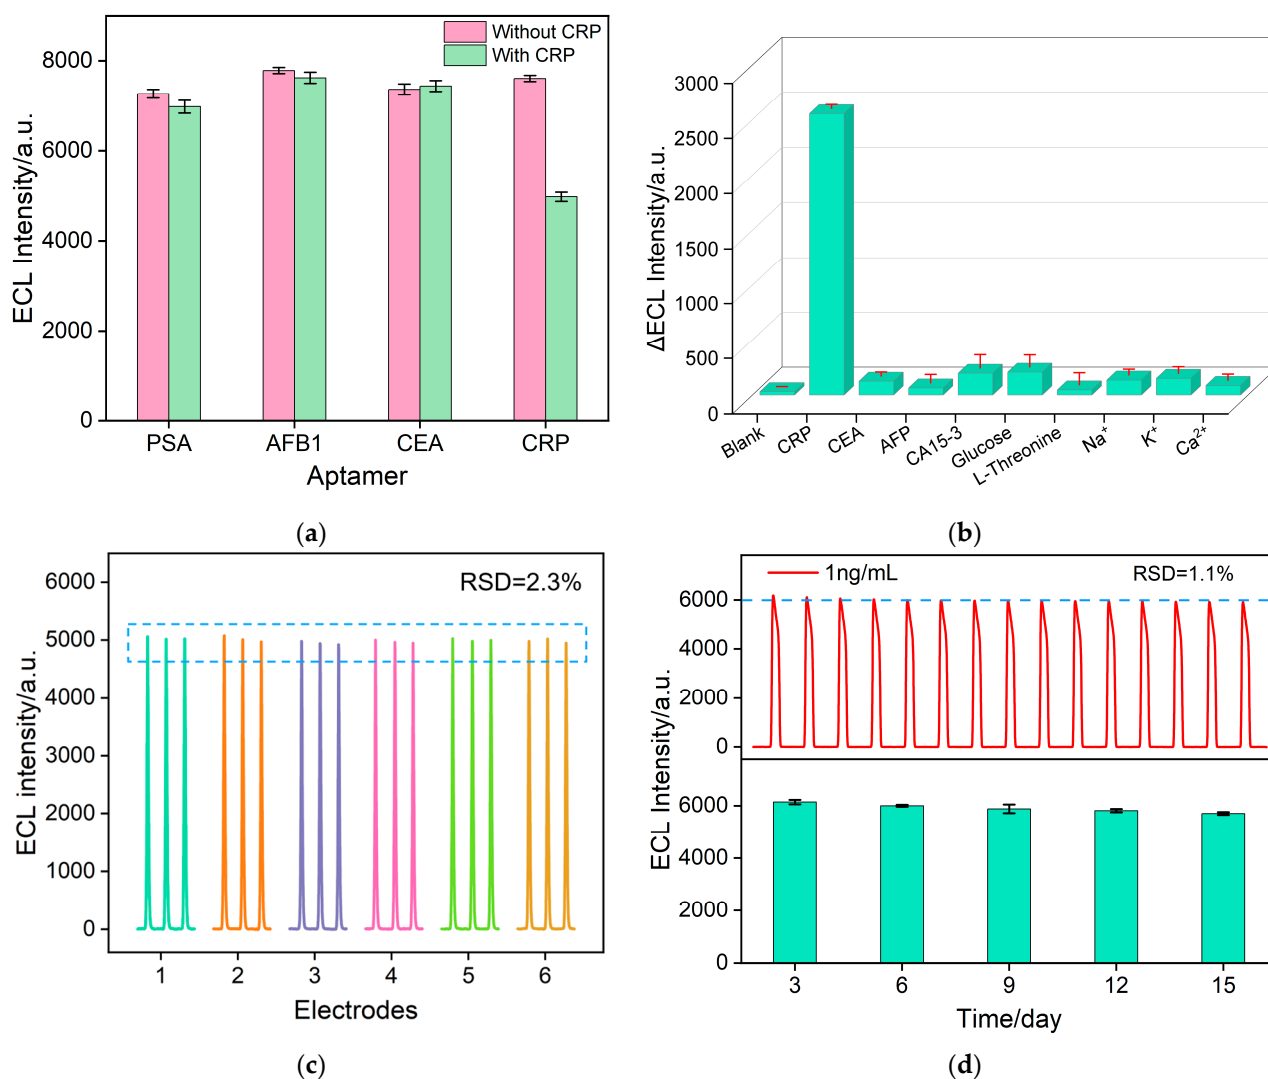 8000
6000
4000
2000
0
ECL Intensity/a.u.
Without CRP
With CRP
PSA AFB1 CEA CRP
Aptamer
(a)
3000
2500
2000
1500
1000
500
0
ΔECL Intensity/a.u.
Blank CRP CEA AFP CA15-3 Glucose L-Threonine Na⁺ K⁺ Ca²⁺
(b)
6000
5000
4000
3000
2000
1000
0
ECL intensity/a.u.
RSD=2.3%
1 2 3 4 5 6
Electrodes
(c)
1ng/mL
RSD=1.1%
6000
4000
2000
0
ECL Intensity/a.u.
6000
4000
2000
0
3 6 9 12 15
Time/day
(d)